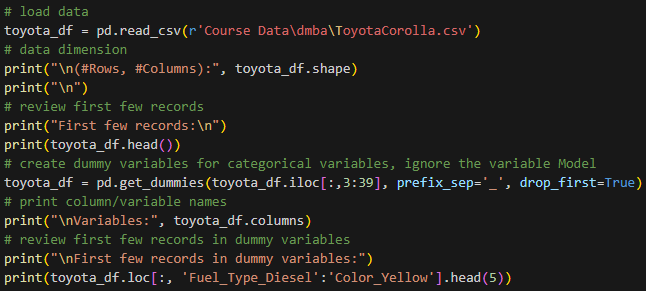 # load data
toyota_df = pd.read_csv(r'Course Data\dmba\ToyotaCorolla.csv')
# data dimension
print("\n(#Rows, #Columns):", toyota_df.shape)
print("\n")
# review first few records
print("First few records:\n")
print(toyota_df.head())
# create dummy variables for categorical variables, ignore the variable Model
toyota_df = pd.get_dummies(toyota_df.iloc[:,3:39], prefix_sep='_', drop_first=True)
# print column/variable names
print("\nVariables:", toyota_df.columns)
# review first few records in dummy variables
print("\nFirst few records in dummy variables:")
print(toyota_df.loc[:, 'Fuel_Type_Diesel':'Color_Yellow'].head(5))